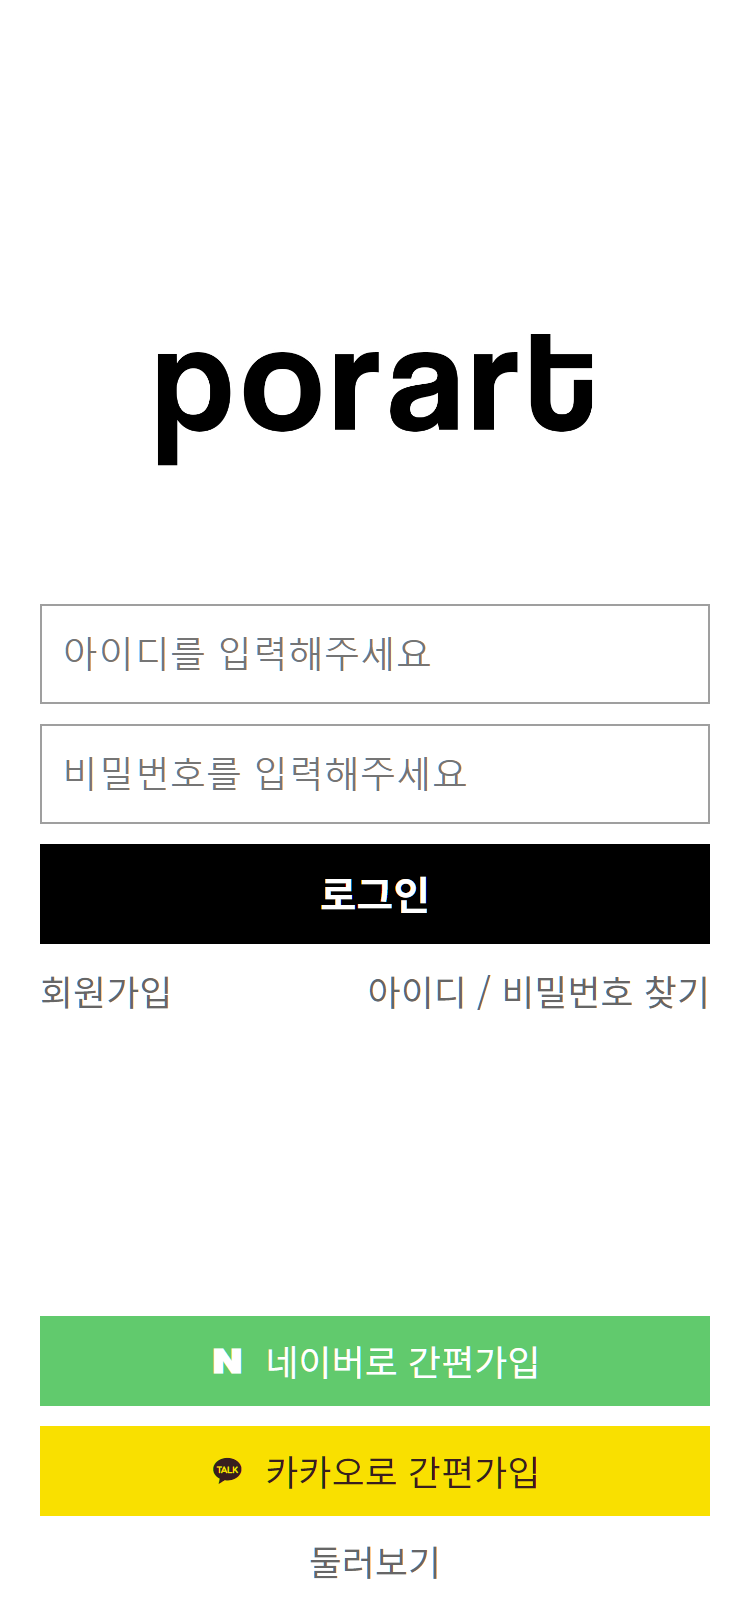 porart
아이디를 입력해주세요
비밀번호를 입력해주세요
로그인
회원가입 아이디 / 비밀번호 찾기
N 네이버로 간편가입
TALK 카카오로 간편가입
둘러보기